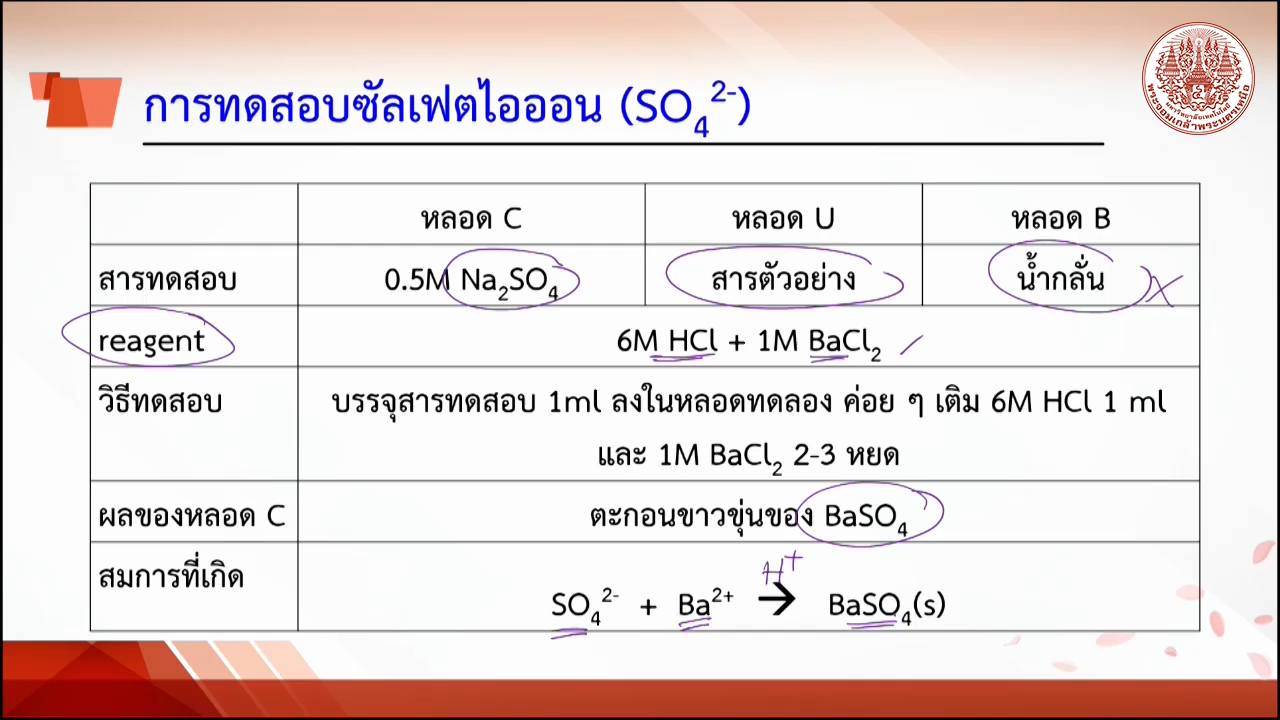 การทดสอบซัลเฟตไอออน (SO₄²⁻)
หลอด C หลอด U หลอด B
สารทดสอบ 0.5M Na₂SO₄ สารตัวอย่าง น้ำกลั่น
reagent 6M HCl + 1M BaCl₂
วิธีทดสอบ บรรจุสารทดสอบ 1ml ลงในหลอดทดลอง ค่อย ๆ เติม 6M HCl 1 ml
และ 1M BaCl₂ 2-3 หยด
ผลของหลอด C ตะกอนขาวขุ่นของ BaSO₄
สมการที่เกิด
H⁺
SO₄²⁻ + Ba²⁺ → BaSO₄(s)